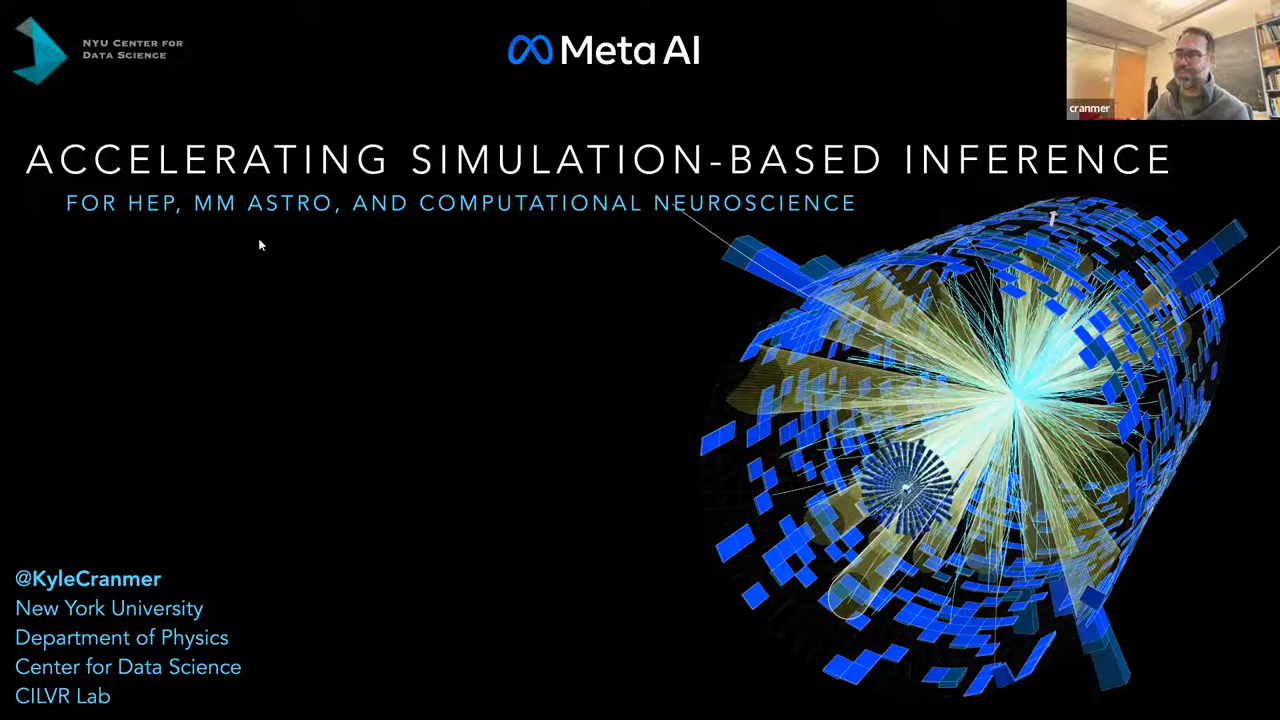 NYU CENTER FOR
DATA SCIENCE
Meta AI
cranmer
ACCELERATING SIMULATION-BASED INFERENCE
FOR HEP, MM ASTRO, AND COMPUTATIONAL NEUROSCIENCE
@KyleCranmer
New York University
Department of Physics
Center for Data Science
CILVR Lab